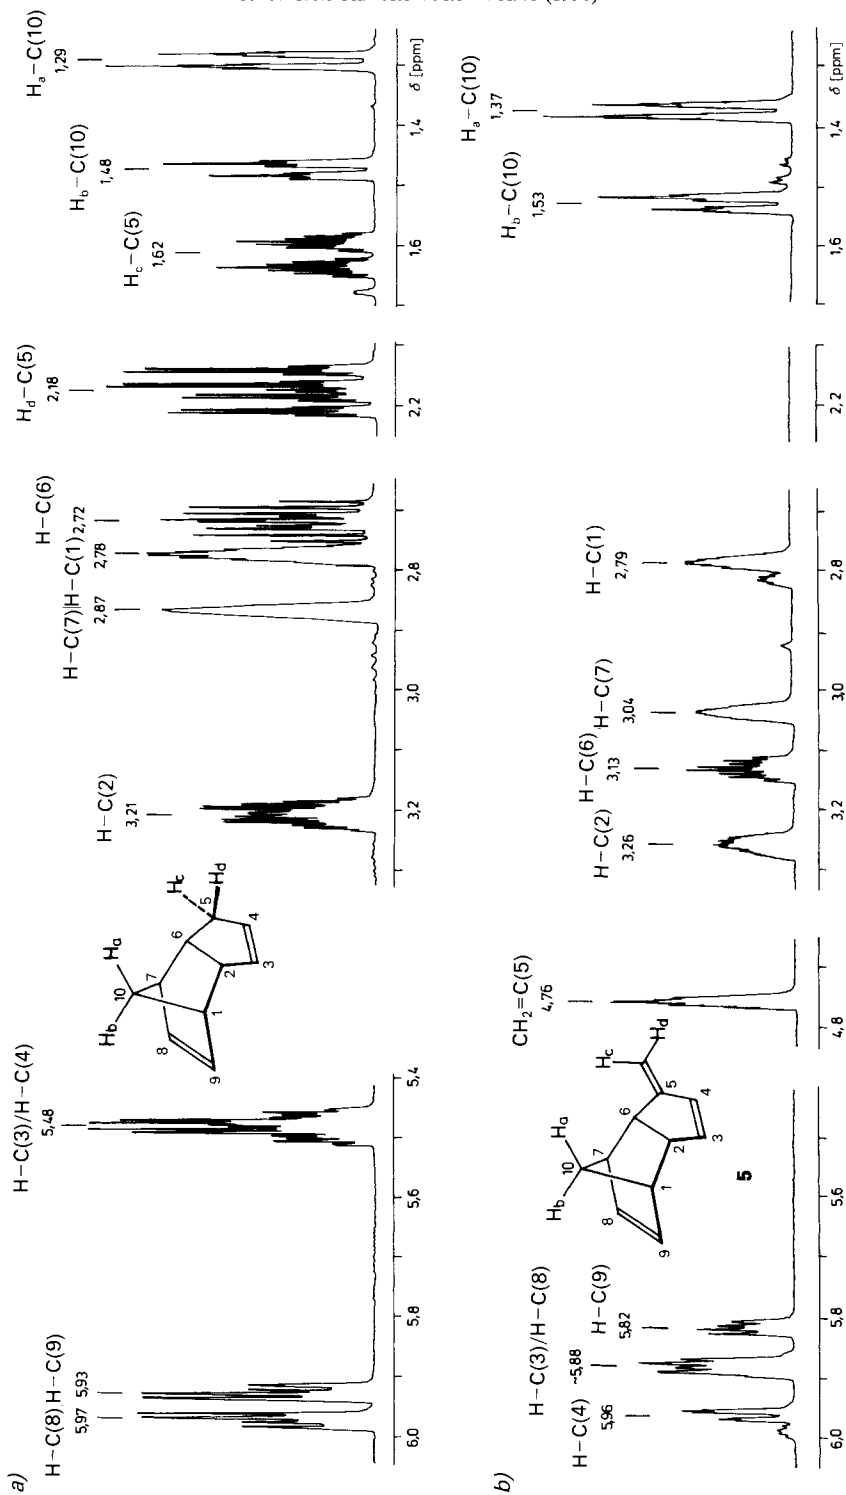 a)
H–C(8) H–C(9)
5,97 5,93
H–C(3)/H–C(4)
5,48
H–C(2)
3,21
H–C(7) H–C(1)
2,87 2,78
H–C(6)
2,72
Hd–C(5)
2,18
Hc–C(5)
1,62
Hb–C(10)
1,48
Ha–C(10)
1,29
Hb Ha
10
7
6
5
Hc
Hd
8
9
1
2
3
4
6,0 5,8 5,6 5,4 3,2 3,0 2,8 2,2 1,6 1,4 δ [ppm]
b)
H–C(4)
5,96
H–C(3)/H–C(8)
~5,88
H–C(9)
5,82
CH2=C(5)
4,76
H–C(2)
3,26
H–C(6)
3,13
H–C(7)
3,04
H–C(1)
2,79
Hb–C(10)
1,53
Ha–C(10)
1,37
Hb Ha
10
7
6
5
Hc
Hd
8
9
1
2
3
4
5
6,0 5,8 5,6 4,8 3,2 3,0 2,8 2,2 1,6 1,4 δ [ppm]